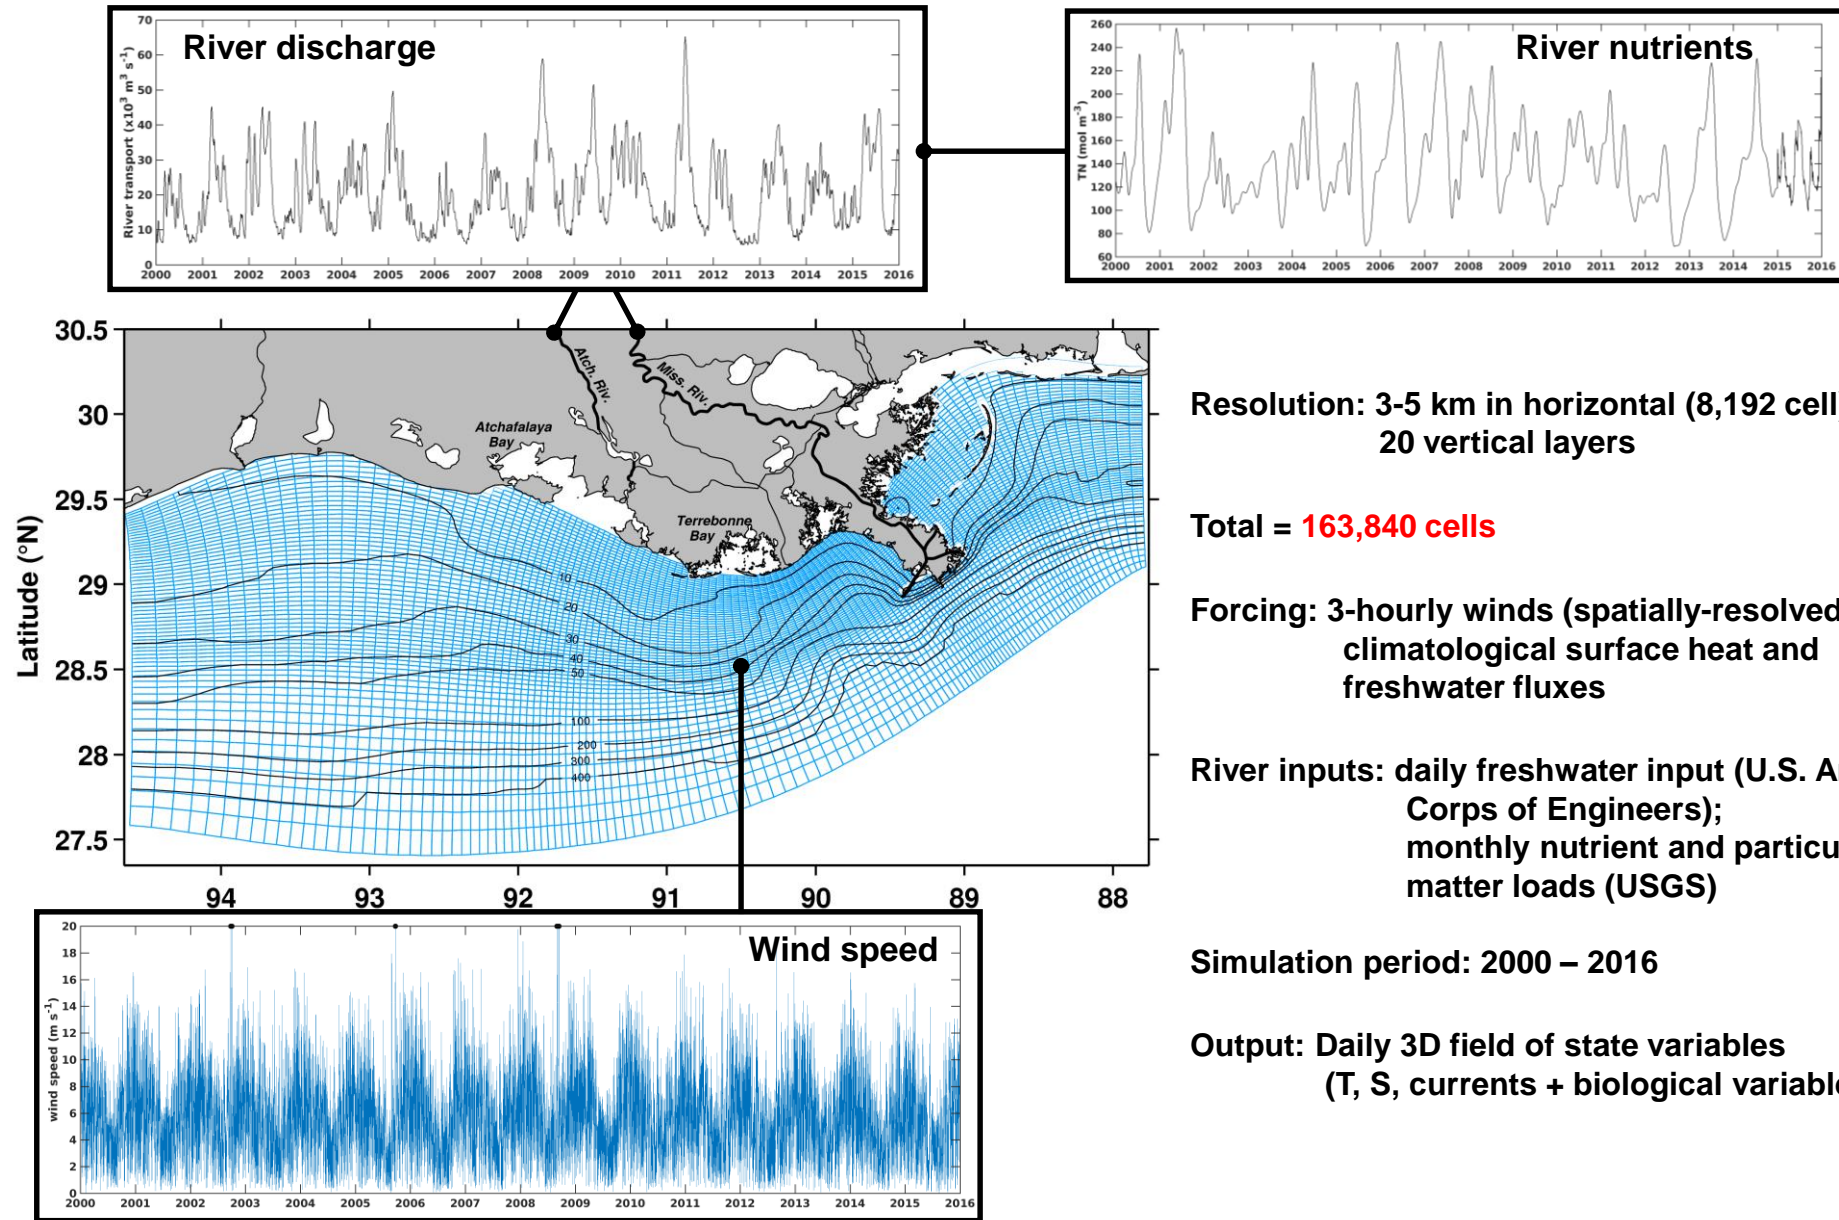 River discharge
River transport (x10³ m³ s⁻¹)
70
60
50
40
30
20
10
0
2000 2001 2002 2003 2004 2005 2006 2007 2008 2009 2010 2011 2012 2013 2014 2015 2016
River nutrients
TN (mol m⁻³)
260
240
220
200
180
160
140
120
100
80
60
2000 2001 2002 2003 2004 2005 2006 2007 2008 2009 2010 2011 2012 2013 2014 2015 2016
Latitude (°N)
30.5
30
29.5
29
28.5
28
27.5
94 93 92 91 90 89 88
Atch. Riv.
Miss. Riv.
Atchafalaya
Bay
Terrebonne
Bay
10
20
30
40
50
100
200
300
400
Wind speed
wind speed (m s⁻¹)
20
18
16
14
12
10
8
6
4
2
0
2000 2001 2002 2003 2004 2005 2006 2007 2008 2009 2010 2011 2012 2013 2014 2015 2016
Resolution: 3-5 km in horizontal (8,192 cell
20 vertical layers
Total = 163,840 cells
Forcing: 3-hourly winds (spatially-resolved
climatological surface heat and
freshwater fluxes
River inputs: daily freshwater input (U.S. A
Corps of Engineers);
monthly nutrient and particu
matter loads (USGS)
Simulation period: 2000 – 2016
Output: Daily 3D field of state variables
(T, S, currents + biological variabl